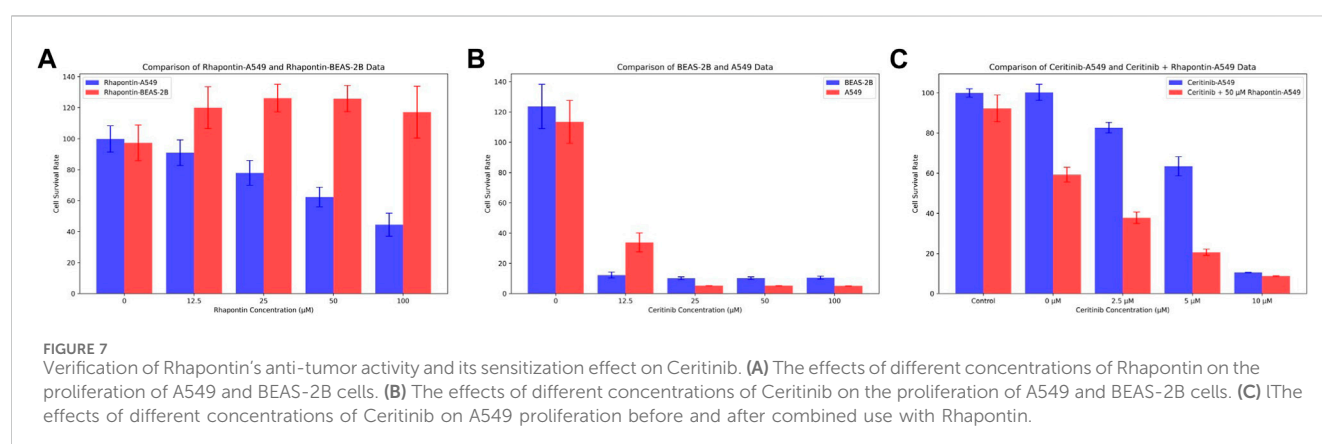 A
Comparison of Rhapontin-A549 and Rhapontin-BEAS-2B Data
Rhapontin-A549
Rhapontin-BEAS-2B
Cell Survival Rate
140
120
100
80
60
40
20
0
0 12.5 25 50 100
Rhapontin Concentration (μM)
B
Comparison of BEAS-2B and A549 Data
BEAS-2B
A549
Cell Survival Rate
140
120
100
80
60
40
20
0
0 12.5 25 50 100
Ceritinib Concentration (μM)
C
Comparison of Ceritinib-A549 and Ceritinib + Rhapontin-A549 Data
Ceritinib-A549
Ceritinib + 50 μM Rhapontin-A549
Cell Survival Rate
100
80
60
40
20
0
Control 0 μM 2.5 μM 5 μM 10 μM
Ceritinib Concentration (μM)
FIGURE 7
Verification of Rhapontin's anti-tumor activity and its sensitization effect on Ceritinib. (A) The effects of different concentrations of Rhapontin on the
proliferation of A549 and BEAS-2B cells. (B) The effects of different concentrations of Ceritinib on the proliferation of A549 and BEAS-2B cells. (C) lThe
effects of different concentrations of Ceritinib on A549 proliferation before and after combined use with Rhapontin.